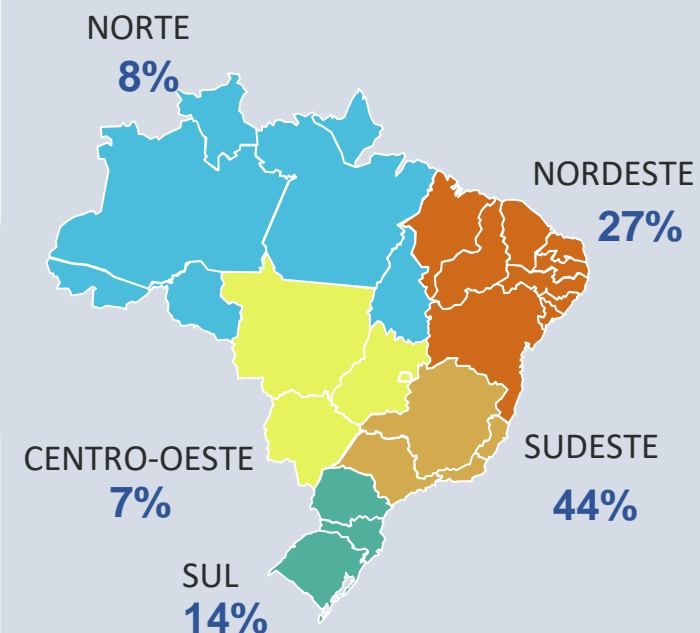 NORTE
8%
NORDESTE
27%
CENTRO-OESTE
7%
SUDESTE
44%
SUL
14%